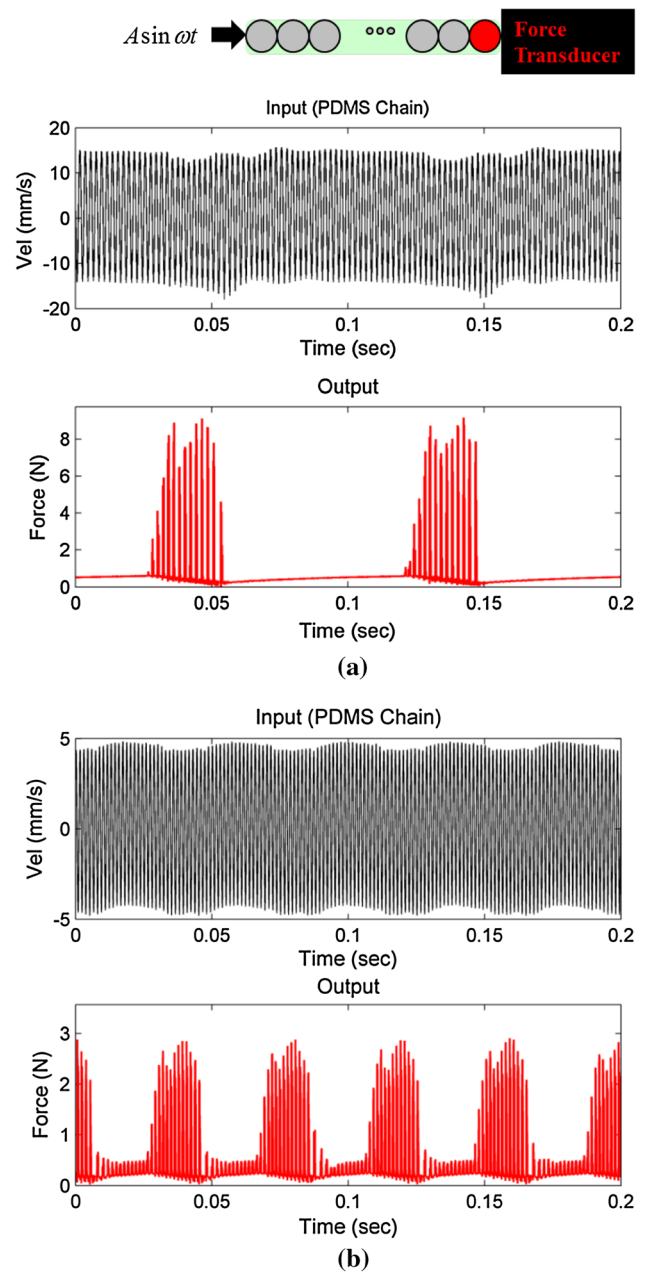 A sin ωt
Force
Transducer
Input (PDMS Chain)
Vel (mm/s)
20
10
0
-10
-20
0 0.05 0.1 0.15 0.2
Time (sec)
Output
Force (N)
8
6
4
2
0
0 0.05 0.1 0.15 0.2
Time (sec)
(a)
Input (PDMS Chain)
Vel (mm/s)
5
0
-5
0 0.05 0.1 0.15 0.2
Time (sec)
Output
Force (N)
3
2
1
0
0 0.05 0.1 0.15 0.2
Time (sec)
(b)